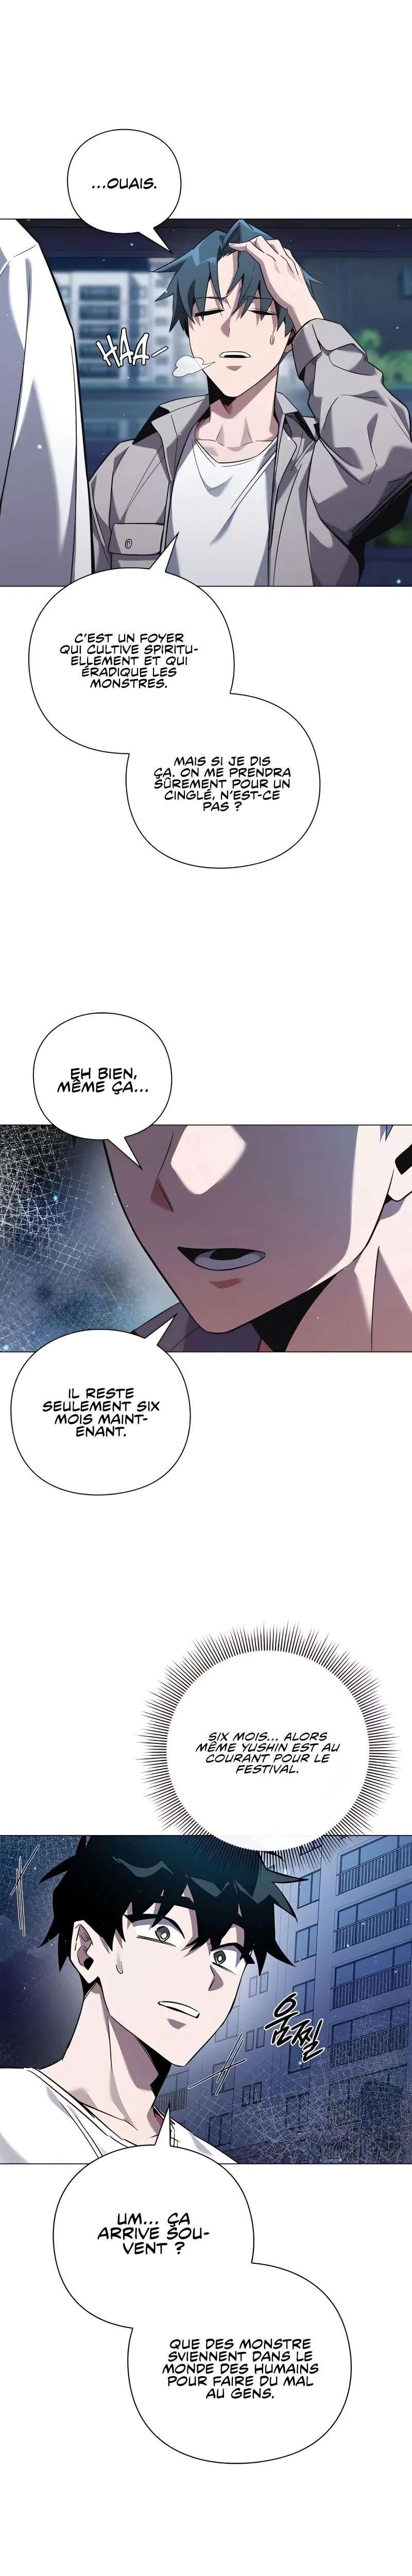 ...OUAIS.
HAA-
C'EST UN FOYER
QUI CULTIVE SPIRITU-
ELLEMENT ET QUI
ÉRADIQUE LES
MONSTRES.
MAIS SI JE DIS
ÇA. ON ME PRENDRA
SÛREMENT POUR UN
CINGLÉ, N'EST-CE
PAS ?
EH BIEN,
MÊME ÇA...
IL RESTE
SEULEMENT SIX
MOIS MAINT-
ENANT.
SIX MOIS... ALORS
MÊME YUSHIN EST AU
COURANT POUR LE
FESTIVAL.
움찔
UM... ÇA
ARRIVE SOU-
VENT ?
QUE DES MONSTRE
SVIENNENT DANS LE
MONDE DES HUMAINS
POUR FAIRE DU MAL
AU GENS.